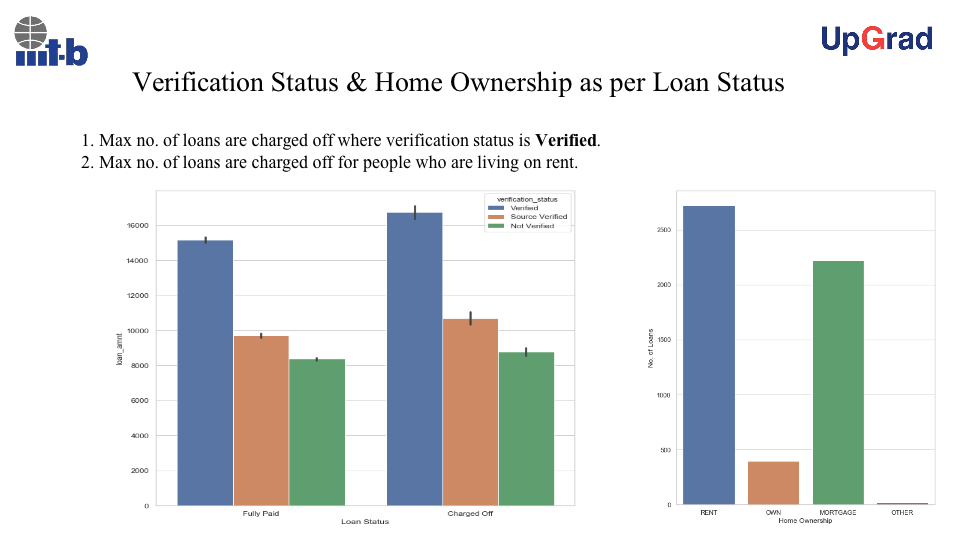 iiit-b
UpGrad
Verification Status & Home Ownership as per Loan Status
1. Max no. of loans are charged off where verification status is Verified.
2. Max no. of loans are charged off for people who are living on rent.
verification_status
Verified
Source Verified
Not Verified
16000
14000
12000
10000
8000
6000
4000
2000
0
loan_amnt
Fully Paid
Charged Off
Loan Status
2500
2000
1500
1000
500
0
No. of Loans
RENT
OWN
MORTGAGE
OTHER
Home Ownership